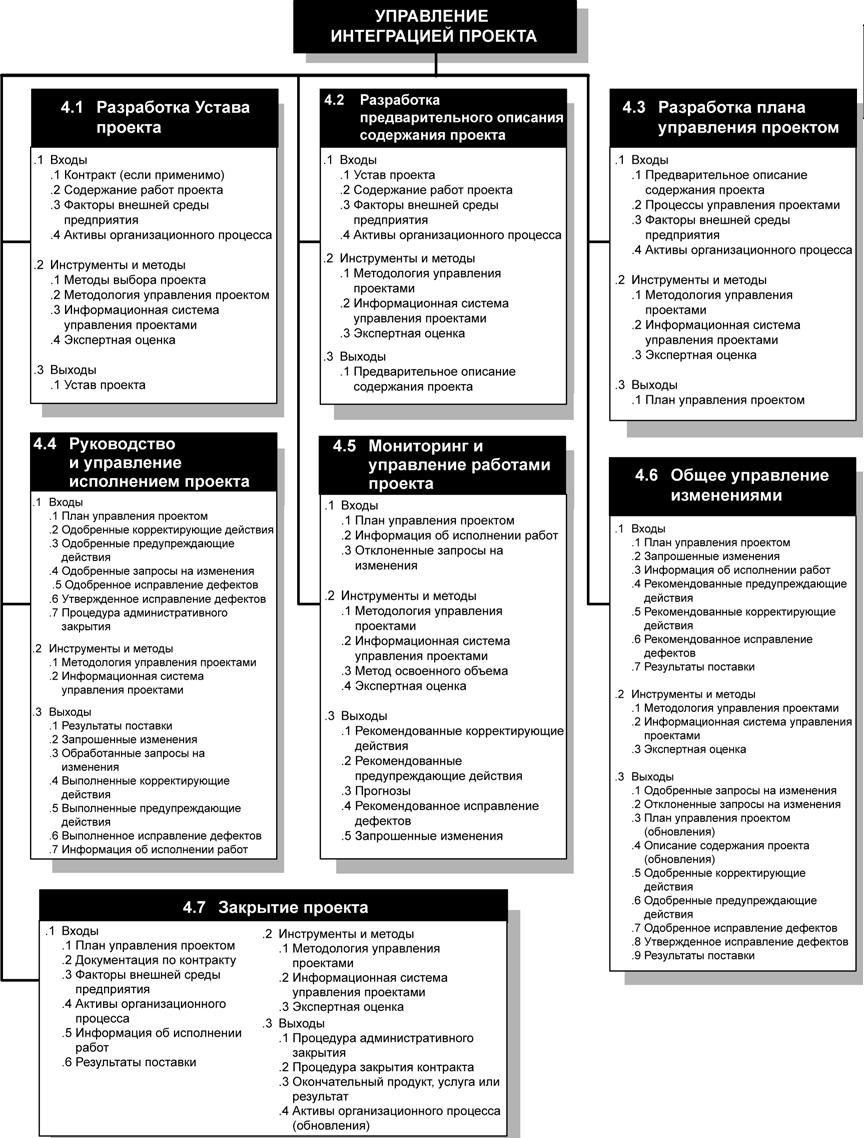 УПРАВЛЕНИЕ
ИНТЕГРАЦИЕЙ ПРОЕКТА
4.1 Разработка Устава
проекта
.1 Входы
.1 Контракт (если применимо)
.2 Содержание работ проекта
.3 Факторы внешней среды
предприятия
.4 Активы организационного процесса
.2 Инструменты и методы
.1 Методы выбора проекта
.2 Методология управления проектом
.3 Информационная система
управления проектами
.4 Экспертная оценка
.3 Выходы
.1 Устав проекта
4.2 Разработка
предварительного описания
содержания проекта
.1 Входы
.1 Устав проекта
.2 Содержание работ проекта
.3 Факторы внешней среды
предприятия
.4 Активы организационного процесса
.2 Инструменты и методы
.1 Методология управления
проектами
.2 Информационная система
управления проектами
.3 Экспертная оценка
.3 Выходы
.1 Предварительное описание
содержания проекта
4.3 Разработка плана
управления проектом
.1 Входы
.1 Предварительное описание
содержания проекта
.2 Процессы управления проектами
.3 Факторы внешней среды
предприятия
.4 Активы организационного процесса
.2 Инструменты и методы
.1 Методология управления
проектами
.2 Информационная система
управления проектами
.3 Экспертная оценка
.3 Выходы
.1 План управления проектом
4.4 Руководство
и управление
исполнением проекта
.1 Входы
.1 План управления проектом
.2 Одобренные корректирующие действия
.3 Одобренные предупреждающие
действия
.4 Одобренные запросы на изменения
.5 Одобренное исправление дефектов
.6 Утвержденное исправление дефектов
.7 Процедура административного
закрытия
.2 Инструменты и методы
.1 Методология управления проектами
.2 Информационная система
управления проектами
.3 Выходы
.1 Результаты поставки
.2 Запрошенные изменения
.3 Обработанные запросы на
изменения
.4 Выполненные корректирующие
действия
.5 Выполненные предупреждающие
действия
.6 Выполненное исправление дефектов
.7 Информация об исполнении работ
4.5 Мониторинг и
управление работами
проекта
.1 Входы
.1 План управления проектом
.2 Информация об исполнении работ
.3 Отклоненные запросы на
изменения
.2 Инструменты и методы
.1 Методология управления
проектами
.2 Информационная система
управления проектами
.3 Метод освоенного объема
.4 Экспертная оценка
.3 Выходы
.1 Рекомендованные корректирующие
действия
.2 Рекомендованные
предупреждающие действия
.3 Прогнозы
.4 Рекомендованное исправление
дефектов
.5 Запрошенные изменения
4.6 Общее управление
изменениями
.1 Входы
.1 План управления проектом
.2 Запрошенные изменения
.3 Информация об исполнении работ
.4 Рекомендованные предупреждающие
действия
.5 Рекомендованные корректирующие
действия
.6 Рекомендованное исправление
дефектов
.7 Результаты поставки
.2 Инструменты и методы
.1 Методология управления проектами
.2 Информационная система управления
проектами
.3 Экспертная оценка
.3 Выходы
.1 Одобренные запросы на изменения
.2 Отклоненные запросы на изменения
.3 План управления проектом
(обновления)
.4 Описание содержания проекта
(обновления)
.5 Одобренные корректирующие
действия
.6 Одобренные предупреждающие
действия
.7 Одобренное исправление дефектов
.8 Утвержденное исправление дефектов
.9 Результаты поставки
4.7 Закрытие проекта
.1 Входы
.1 План управления проектом
.2 Документация по контракту
.3 Факторы внешней среды
предприятия
.4 Активы организационного
процесса
.5 Информация об исполнении
работ
.6 Результаты поставки
.2 Инструменты и методы
.1 Методология управления
проектами
.2 Информационная система
управления проектами
.3 Экспертная оценка
.3 Выходы
.1 Процедура административного
закрытия
.2 Процедура закрытия контракта
.3 Окончательный продукт, услуга или
результат
.4 Активы организационного процесса
(обновления)